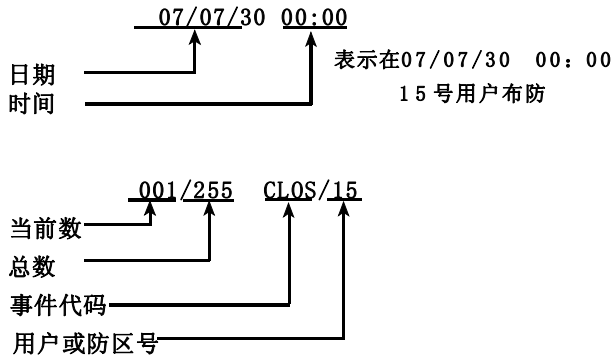 07/07/30 00:00
表示在07/07/30 00：00
15号用户布防
日期
时间
001/255 CLOS/15
当前数
总数
事件代码
用户或防区号